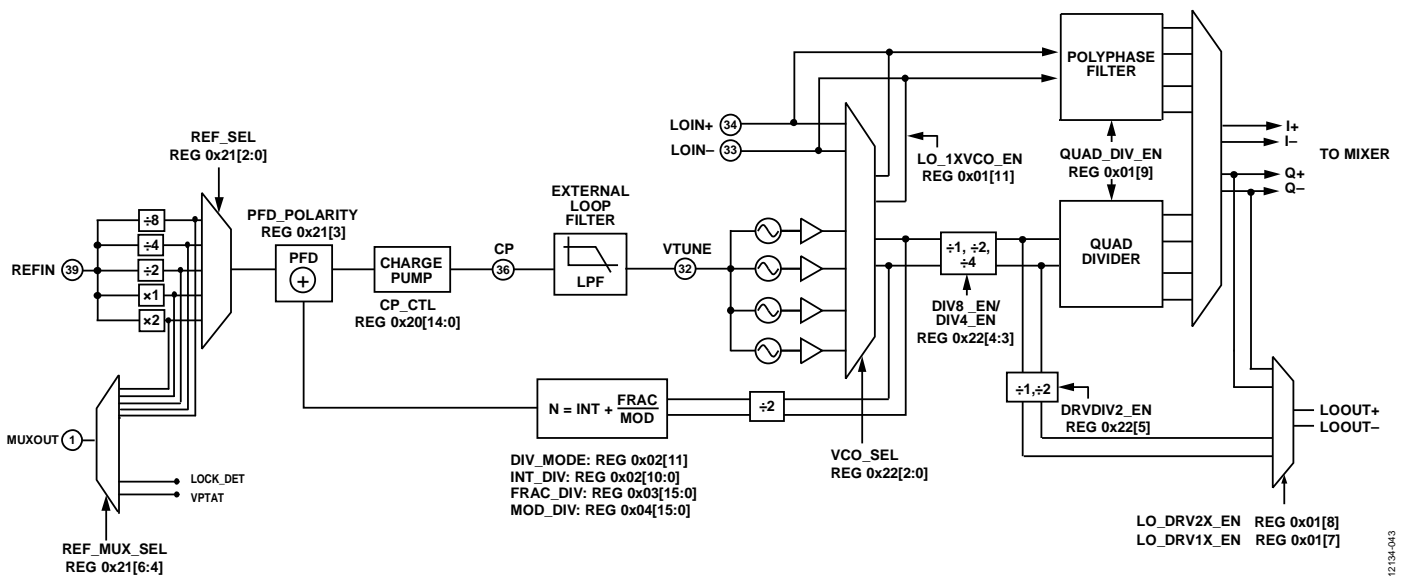 REF_SEL
REG 0x21[2:0]
÷8
÷4
÷2
×1
×2
REFIN 39
PFD_POLARITY
REG 0x21[3]
PFD
+
CHARGE
PUMP
CP_CTL
REG 0x20[14:0]
CP
36
EXTERNAL
LOOP
FILTER
LPF
VTUNE
32
LOIN+ 34
LOIN– 33
LO_1XVCO_EN
REG 0x01[11]
POLYPHASE
FILTER
QUAD_DIV_EN
REG 0x01[9]
QUAD
DIVIDER
I+
I–
TO MIXER
Q+
Q–
÷1, ÷2,
÷4
DIV8_EN/
DIV4_EN
REG 0x22[4:3]
÷1,÷2
DRVDIV2_EN
REG 0x22[5]
LOOUT+
LOOUT–
N = INT + FRAC
MOD
÷2
DIV_MODE: REG 0x02[11]
INT_DIV: REG 0x02[10:0]
FRAC_DIV: REG 0x03[15:0]
MOD_DIV: REG 0x04[15:0]
VCO_SEL
REG 0x22[2:0]
MUXOUT 1
LOCK_DET
VPTAT
REF_MUX_SEL
REG 0x21[6:4]
LO_DRV2X_EN REG 0x01[8]
LO_DRV1X_EN REG 0x01[7]
12134-043